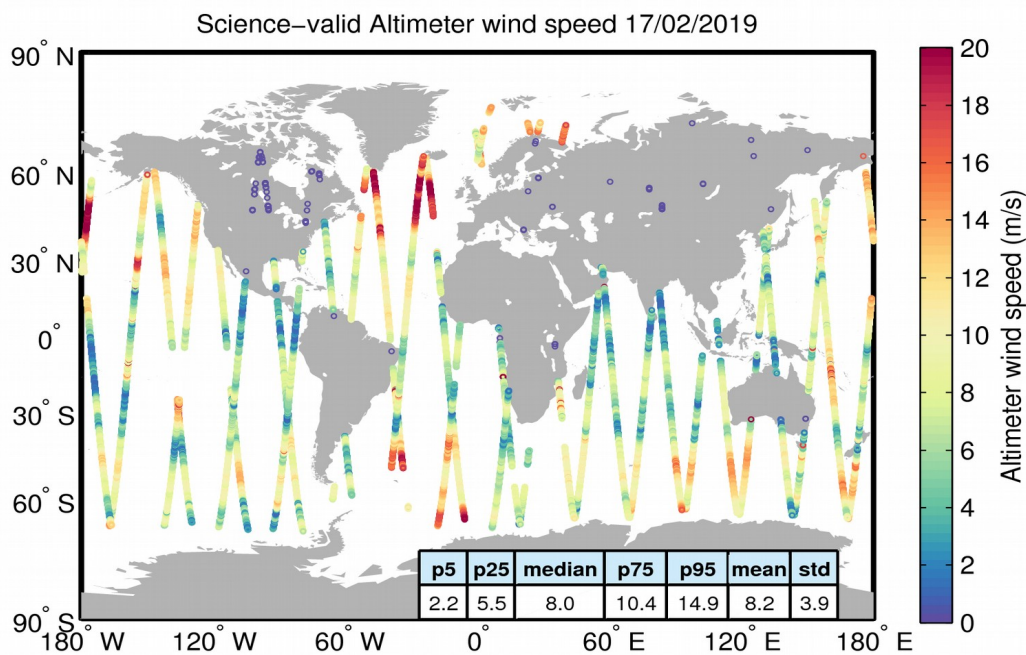 Science−valid Altimeter wind speed 17/02/2019
90° N
60° N
30° N
0°
30° S
60° S
90° S
180° W
120° W
60° W
0°
60° E
120° E
180° E
p5 p25 median p75 p95 mean std
2.2 5.5 8.0 10.4 14.9 8.2 3.9
20
18
16
14
12
10
8
6
4
2
0
Altimeter wind speed (m/s)